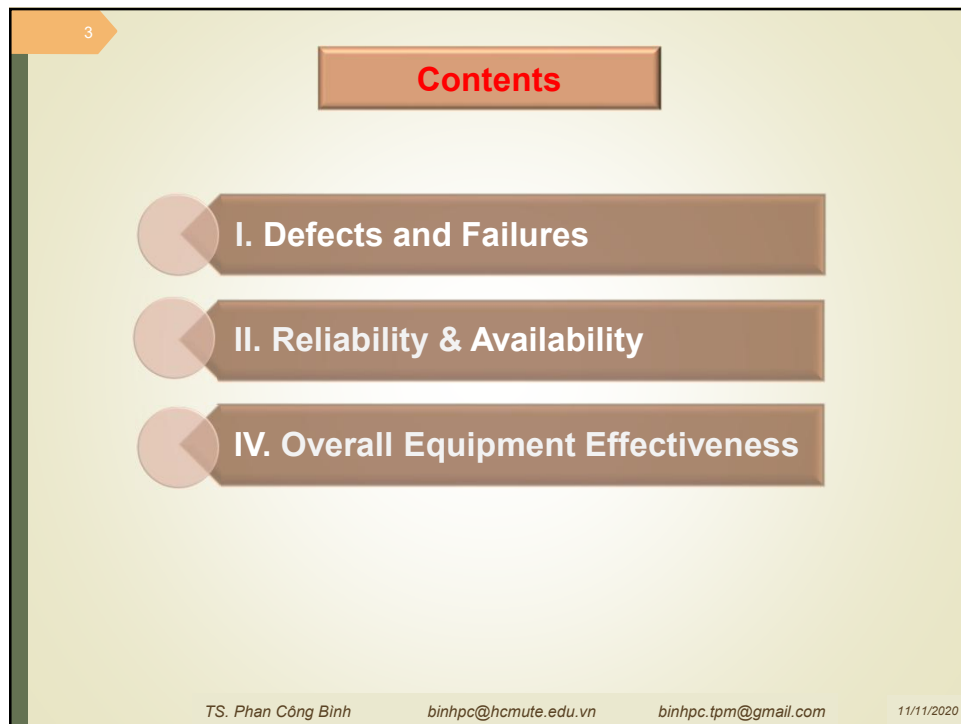 3
Contents
I. Defects and Failures
II. Reliability & Availability
IV. Overall Equipment Effectiveness
TS. Phan Công Bình binhpc@hcmute.edu.vn binhpc.tpm@gmail.com 11/11/2020